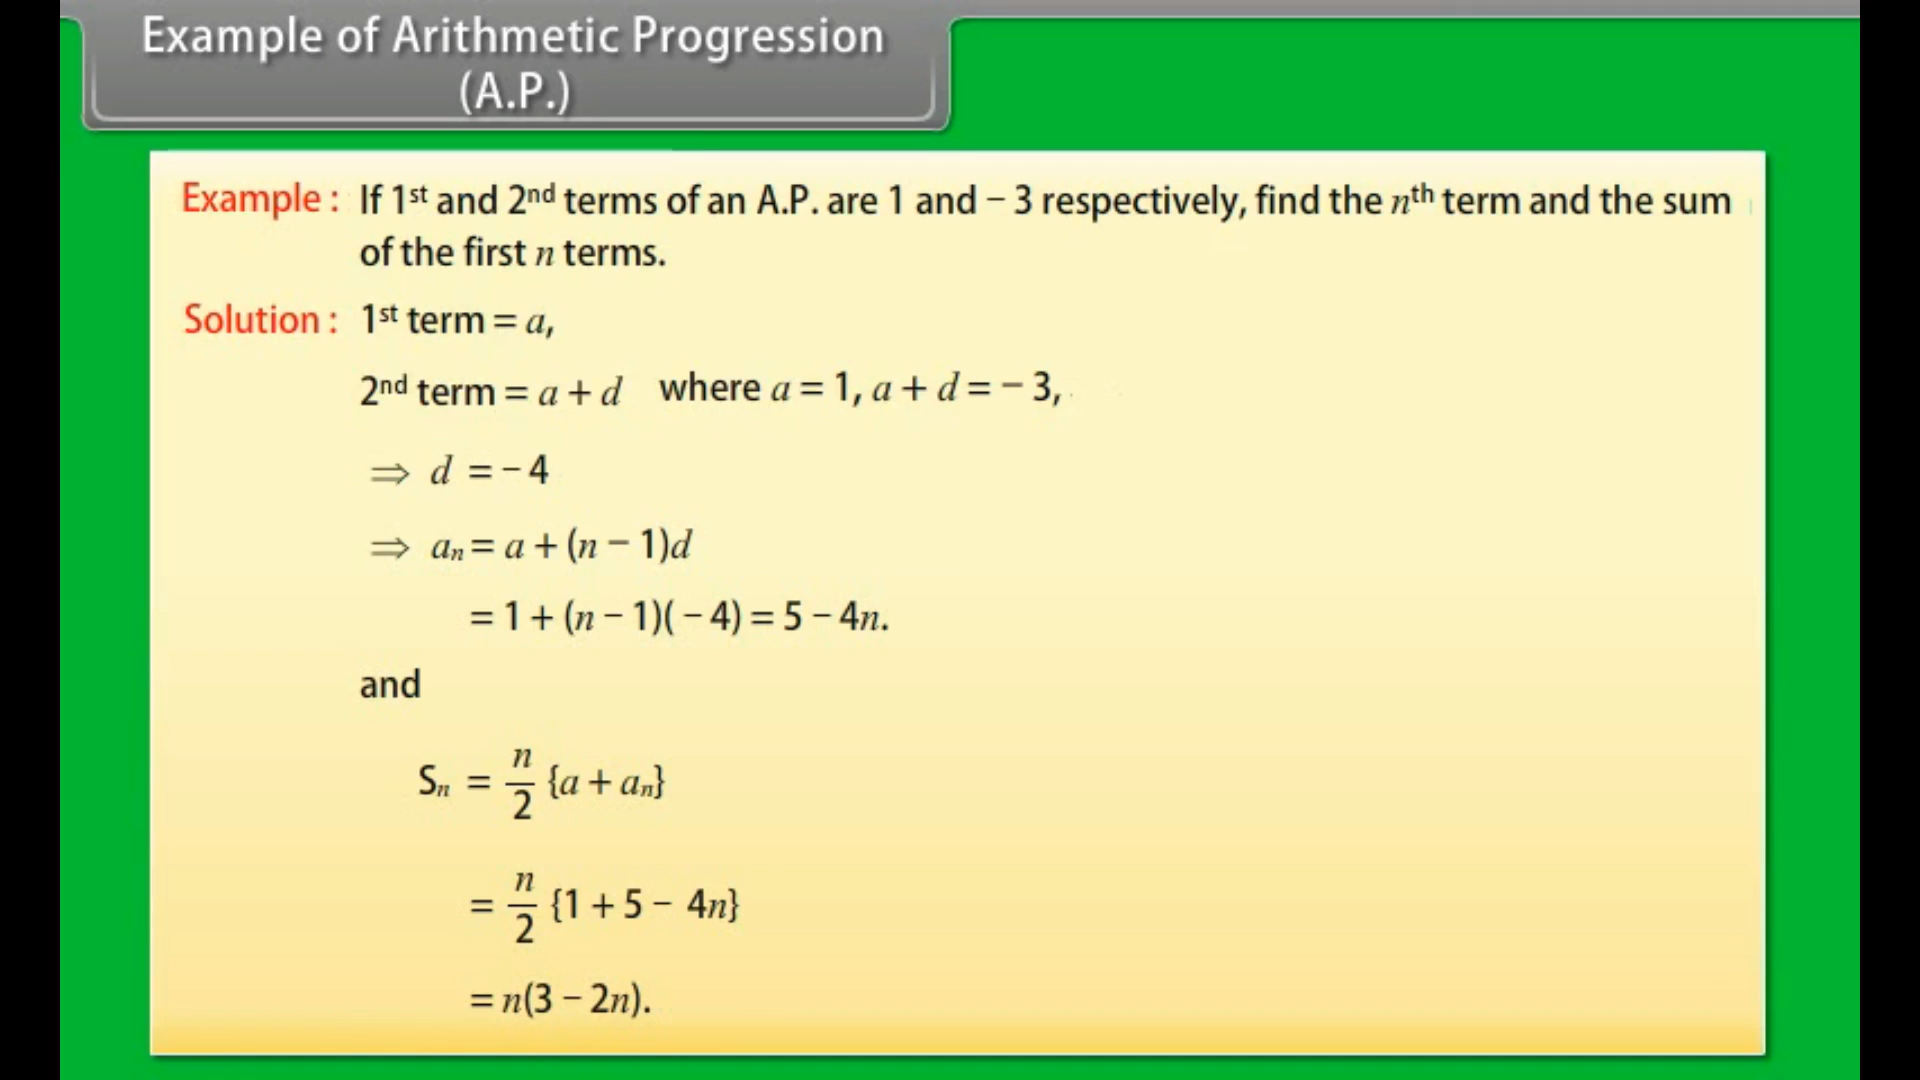 Example of Arithmetic Progression
(A.P.)
Example : If 1st and 2nd terms of an A.P. are 1 and – 3 respectively, find the nth term and the sum
of the first n terms.
Solution : 1st term = a,
2nd term = a + d where a = 1, a + d = – 3,
⇒ d = – 4
⇒ an = a + (n – 1)d
= 1 + (n – 1)( – 4) = 5 – 4n.
and
Sn = n/2 {a + an}
= n/2 {1 + 5 – 4n}
= n(3 – 2n).